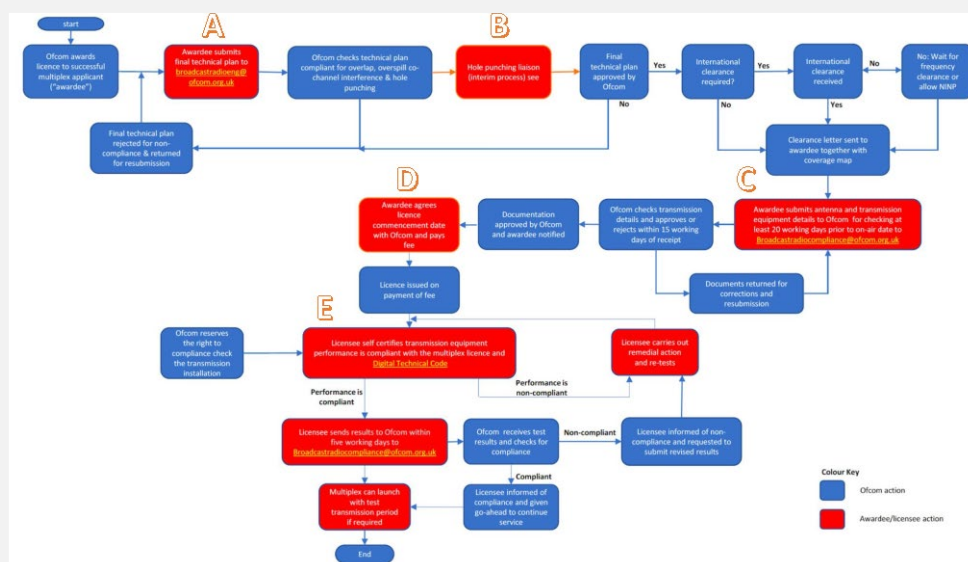 A
B
start
Ofcom awards
licence to successful
multiplex applicant
("awardee")
Awardee submits
final technical plan to
broadcastradioeng@
ofcom.org.uk
Ofcom checks technical plan
compliant for overlap, overspill co-
channel interference & hole
punching
Hole punching liaison
(interim process) see
Final
technical plan
approved by
Ofcom
Yes
No
International
clearance
required?
Yes
No
International
clearance
received
No
Yes
No: Wait for
frequency clearance or
allow NINP
Final technical plan
rejected for non-
compliance & returned
for resubmission
Clearance letter sent to
awardee together with
coverage map
D
C
Awardee agrees
licence
commencement date
with Ofcom and pays
fee
Documentation
approved by Ofcom
and awardee notified
Ofcom checks transmission
details and approves or
rejects within 15 working
days of receipt
Awardee submits antenna and transmission
equipment details to Ofcom for checking at
least 20 working days prior to on-air date to
Broadcastradiocompliance@ofcom.org.uk
Licence issued on
payment of fee
Documents returned for
corrections and
resubmission
E
Ofcom reserves
the right to
compliance check
the transmission
installation
Licensee self certifies transmission equipment
performance is compliant with the multiplex licence and
Digital Technical Code
Licensee carries out
remedial action
and re-tests
Performance is
compliant
Performance is
non-compliant
Licensee sends results to Ofcom within
five working days to
Broadcastradiocompliance@ofcom.org.uk
Ofcom receives test
results and checks for
compliance
Non-compliant
Licensee informed of non-
compliance and requested to
submit revised results
Compliant
Multiplex can launch
with test
transmission period
if required
Licensee informed of
compliance and given
go-ahead to continue
service
End
Colour Key
Ofcom action
Awardee/licensee action